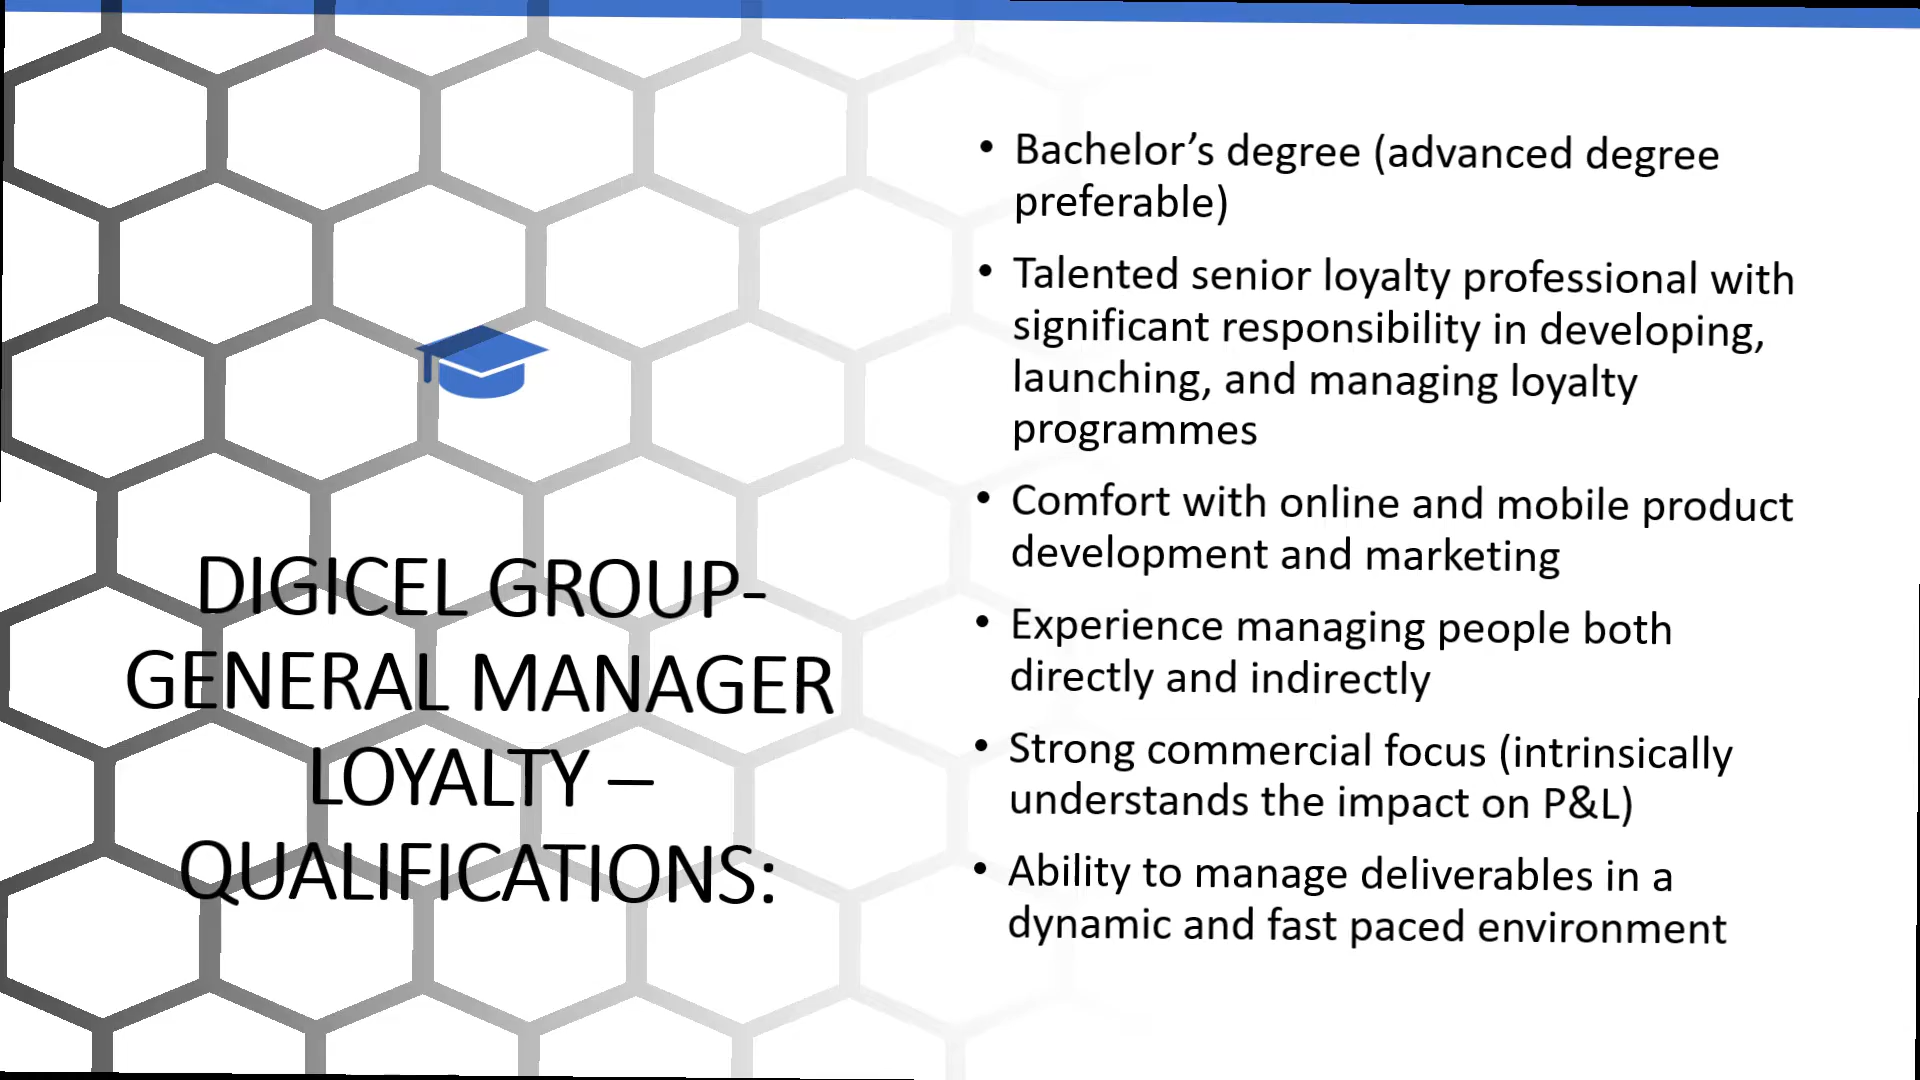 DIGICEL GROUP-
GENERAL MANAGER
LOYALTY –
QUALIFICATIONS:
• Bachelor’s degree (advanced degree
preferable)
• Talented senior loyalty professional with
significant responsibility in developing,
launching, and managing loyalty
programmes
• Comfort with online and mobile product
development and marketing
• Experience managing people both
directly and indirectly
• Strong commercial focus (intrinsically
understands the impact on P&L)
• Ability to manage deliverables in a
dynamic and fast paced environment